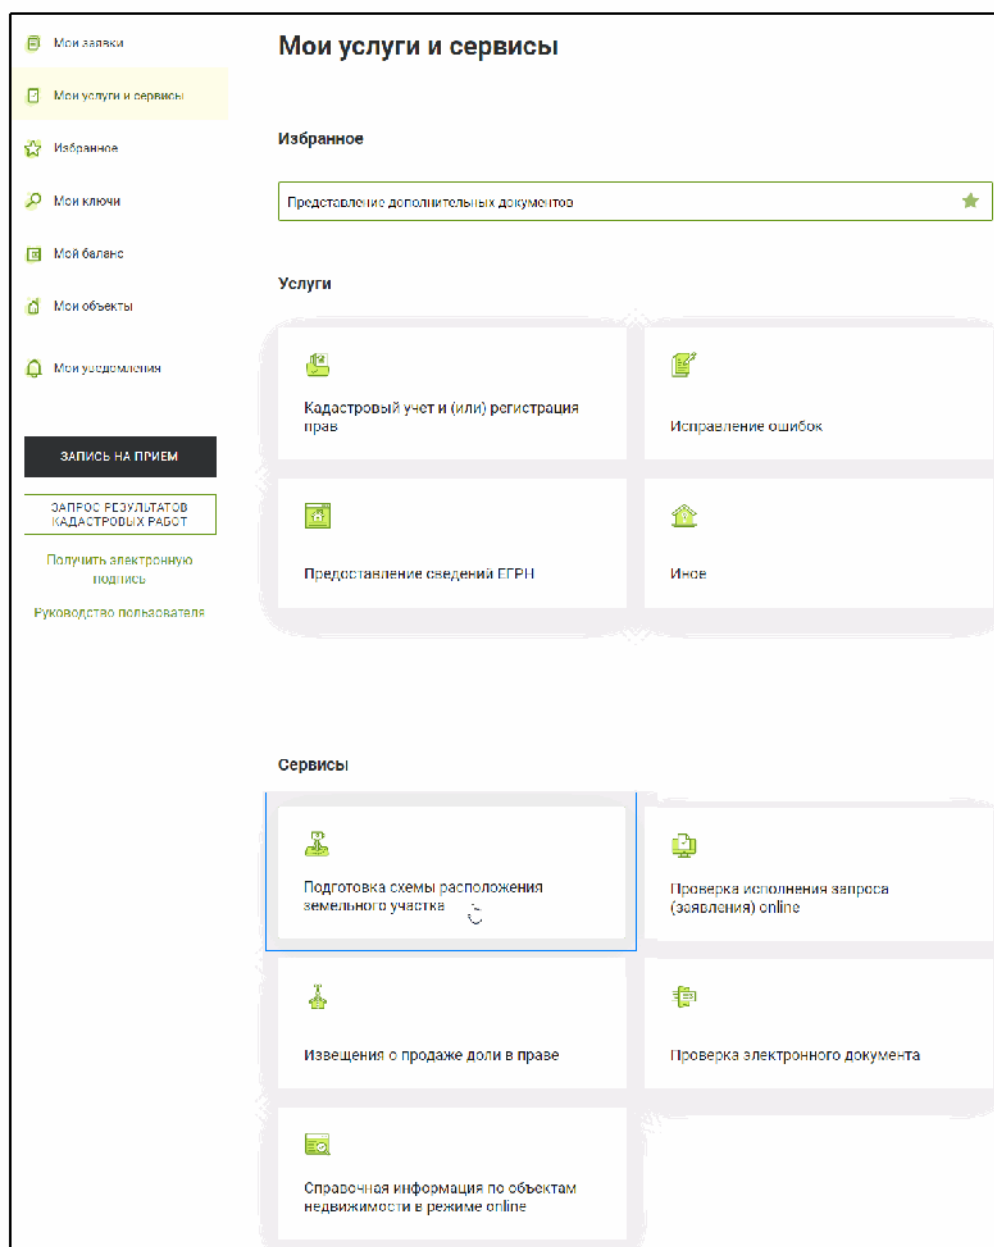 Мои заявки
Мои услуги и сервисы
Избранное
Мои ключи
Мой баланс
Мои объекты
Мои уведомления
ЗАПИСЬ НА ПРИЕМ
ЗАПРОС РЕЗУЛЬТАТОВ
КАДАСТРОВЫХ РАБОТ
Получить электронную
подпись
Руководство пользователя
Мои услуги и сервисы
Избранное
Представление дополнительных документов
Услуги
Кадастровый учет и (или) регистрация
прав
Исправление ошибок
Предоставление сведений ЕГРН
Иное
Сервисы
Подготовка схемы расположения
земельного участка
Проверка исполнения запроса
(заявления) online
Извещения о продаже доли в праве
Проверка электронного документа
Справочная информация по объектам
недвижимости в режиме online